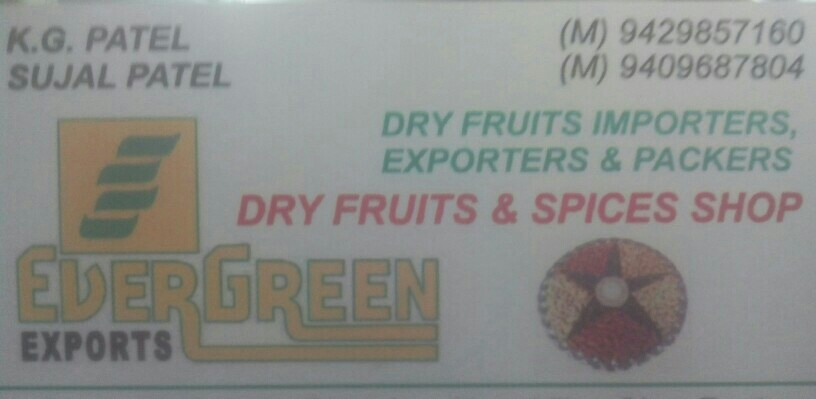 K.G. PATEL
SUJAL PATEL
(M) 9429857160
(M) 9409687804
DRY FRUITS IMPORTERS,
EXPORTERS & PACKERS
DRY FRUITS & SPICES SHOP
EVERGREEN
EXPORTS